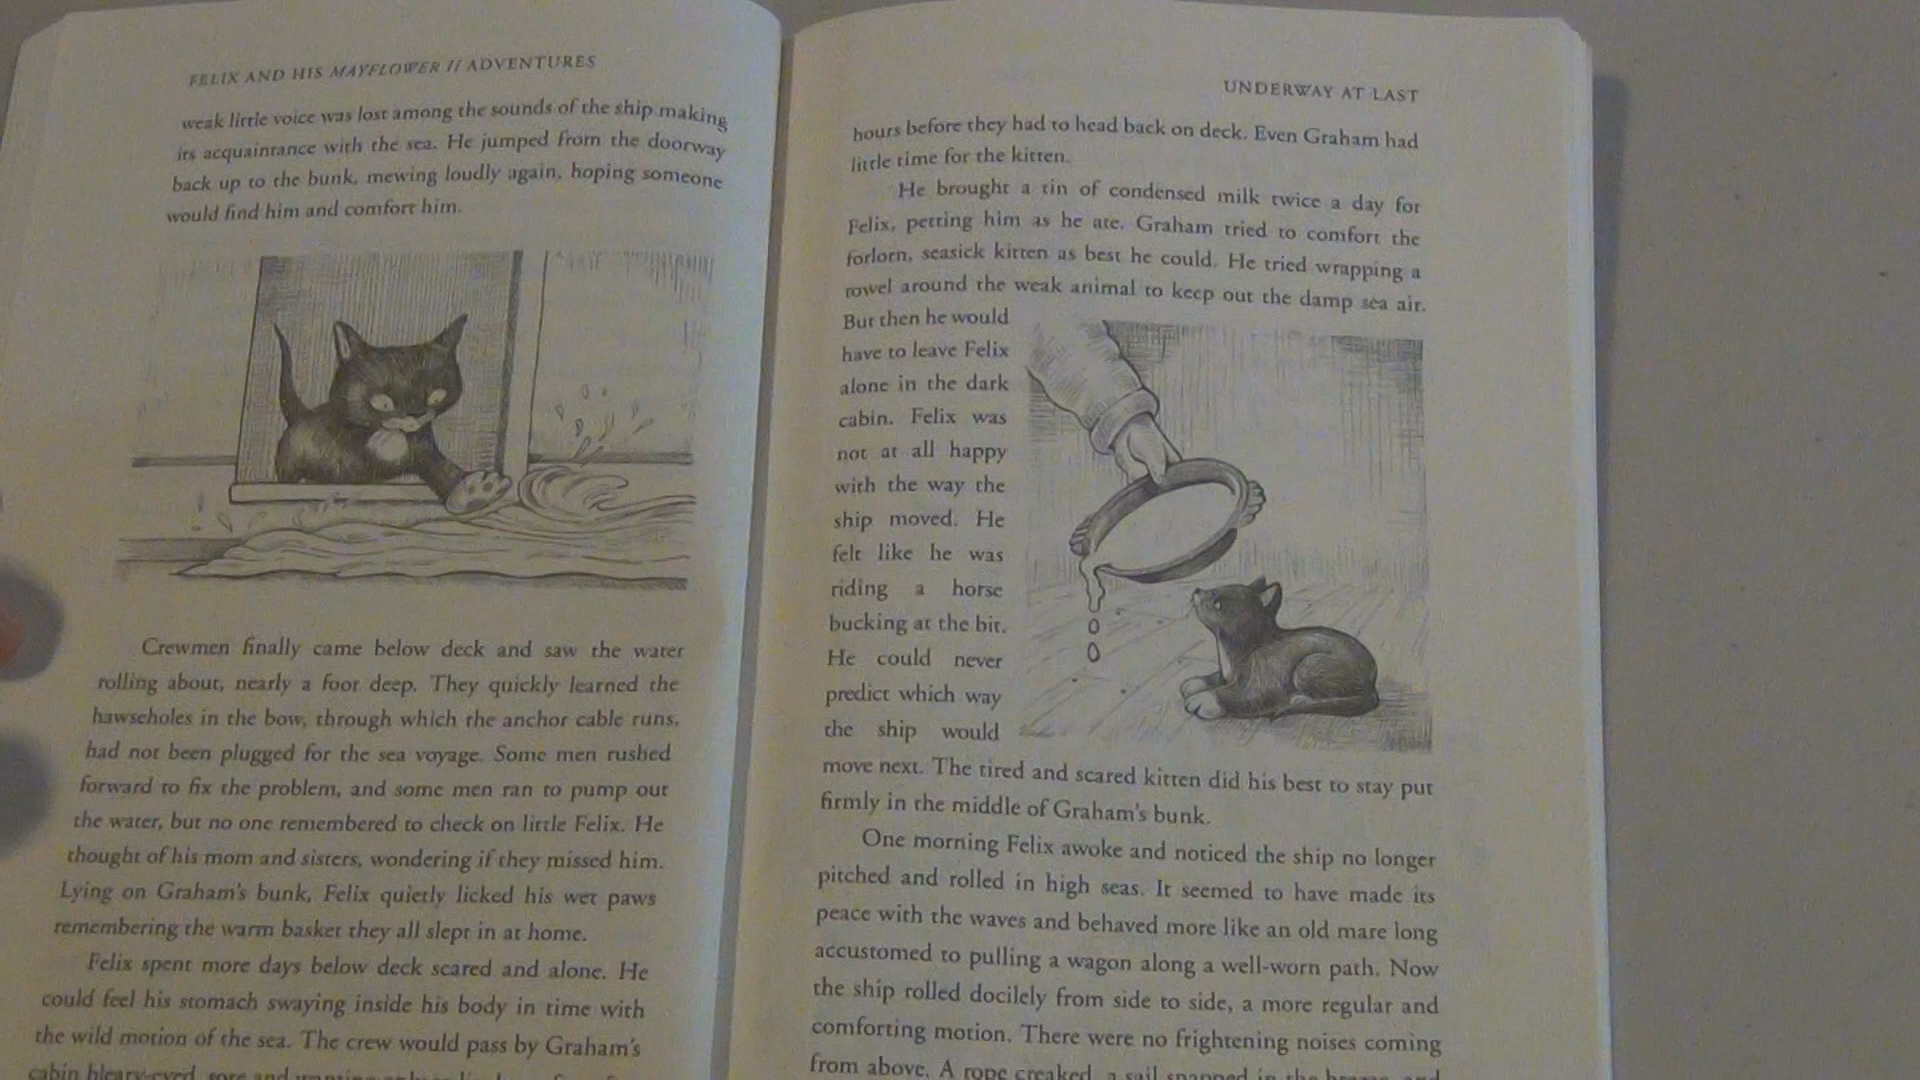 FELIX AND HIS MAYFLOWER II ADVENTURES
weak little voice was lost among the sounds of the ship making
its acquaintance with the sea. He jumped from the doorway
back up to the bunk, mewing loudly again, hoping someone
would find him and comfort him.
Crewmen finally came below deck and saw the water
rolling about, nearly a foot deep. They quickly learned the
hawseholes in the bow, through which the anchor cable runs,
had not been plugged for the sea voyage. Some men rushed
forward to fix the problem, and some men ran to pump out
the water, but no one remembered to check on little Felix. He
thought of his mom and sisters, wondering if they missed him.
Lying on Graham's bunk, Felix quietly licked his wet paws
remembering the warm basket they all slept in at home.
Felix spent more days below deck scared and alone. He
could feel his stomach swaying inside his body in time with
the wild motion of the sea. The crew would pass by Graham's
cabin bleary-eyed, sore and
UNDERWAY AT LAST
hours before they had to head back on deck. Even Graham had
little time for the kitten.
He brought a tin of condensed milk twice a day for
Felix, petting him as he ate. Graham tried to comfort the
forlorn, seasick kitten as best he could. He tried wrapping a
towel around the weak animal to keep out the damp sea air.
But then he would
have to leave Felix
alone in the dark
cabin. Felix was
not at all happy
with the way the
ship moved. He
felt like he was
riding a horse
bucking at the bit.
He could never
predict which way
the ship would
move next. The tired and scared kitten did his best to stay put
firmly in the middle of Graham's bunk.
One morning Felix awoke and noticed the ship no longer
pitched and rolled in high seas. It seemed to have made its
peace with the waves and behaved more like an old mare long
accustomed to pulling a wagon along a well-worn path. Now
the ship rolled docilely from side to side, a more regular and
comforting motion. There were no frightening noises coming
from above. A rope creaked, a sail snapped in the breeze, and